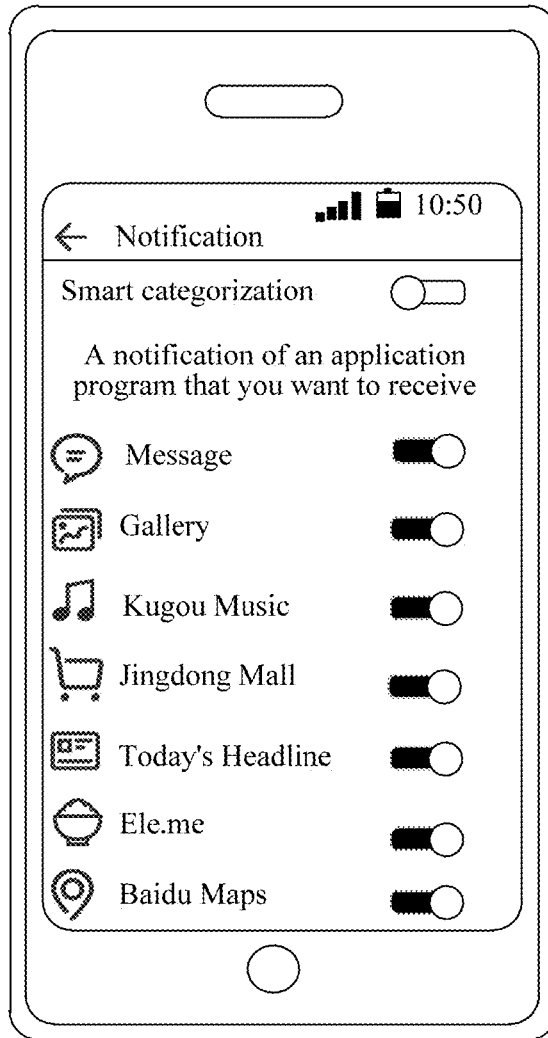 10:50
Notification
Smart categorization
A notification of an application
program that you want to receive
Message
Gallery
Kugou Music
Jingdong Mall
Today's Headline
Ele.me
Baidu Maps